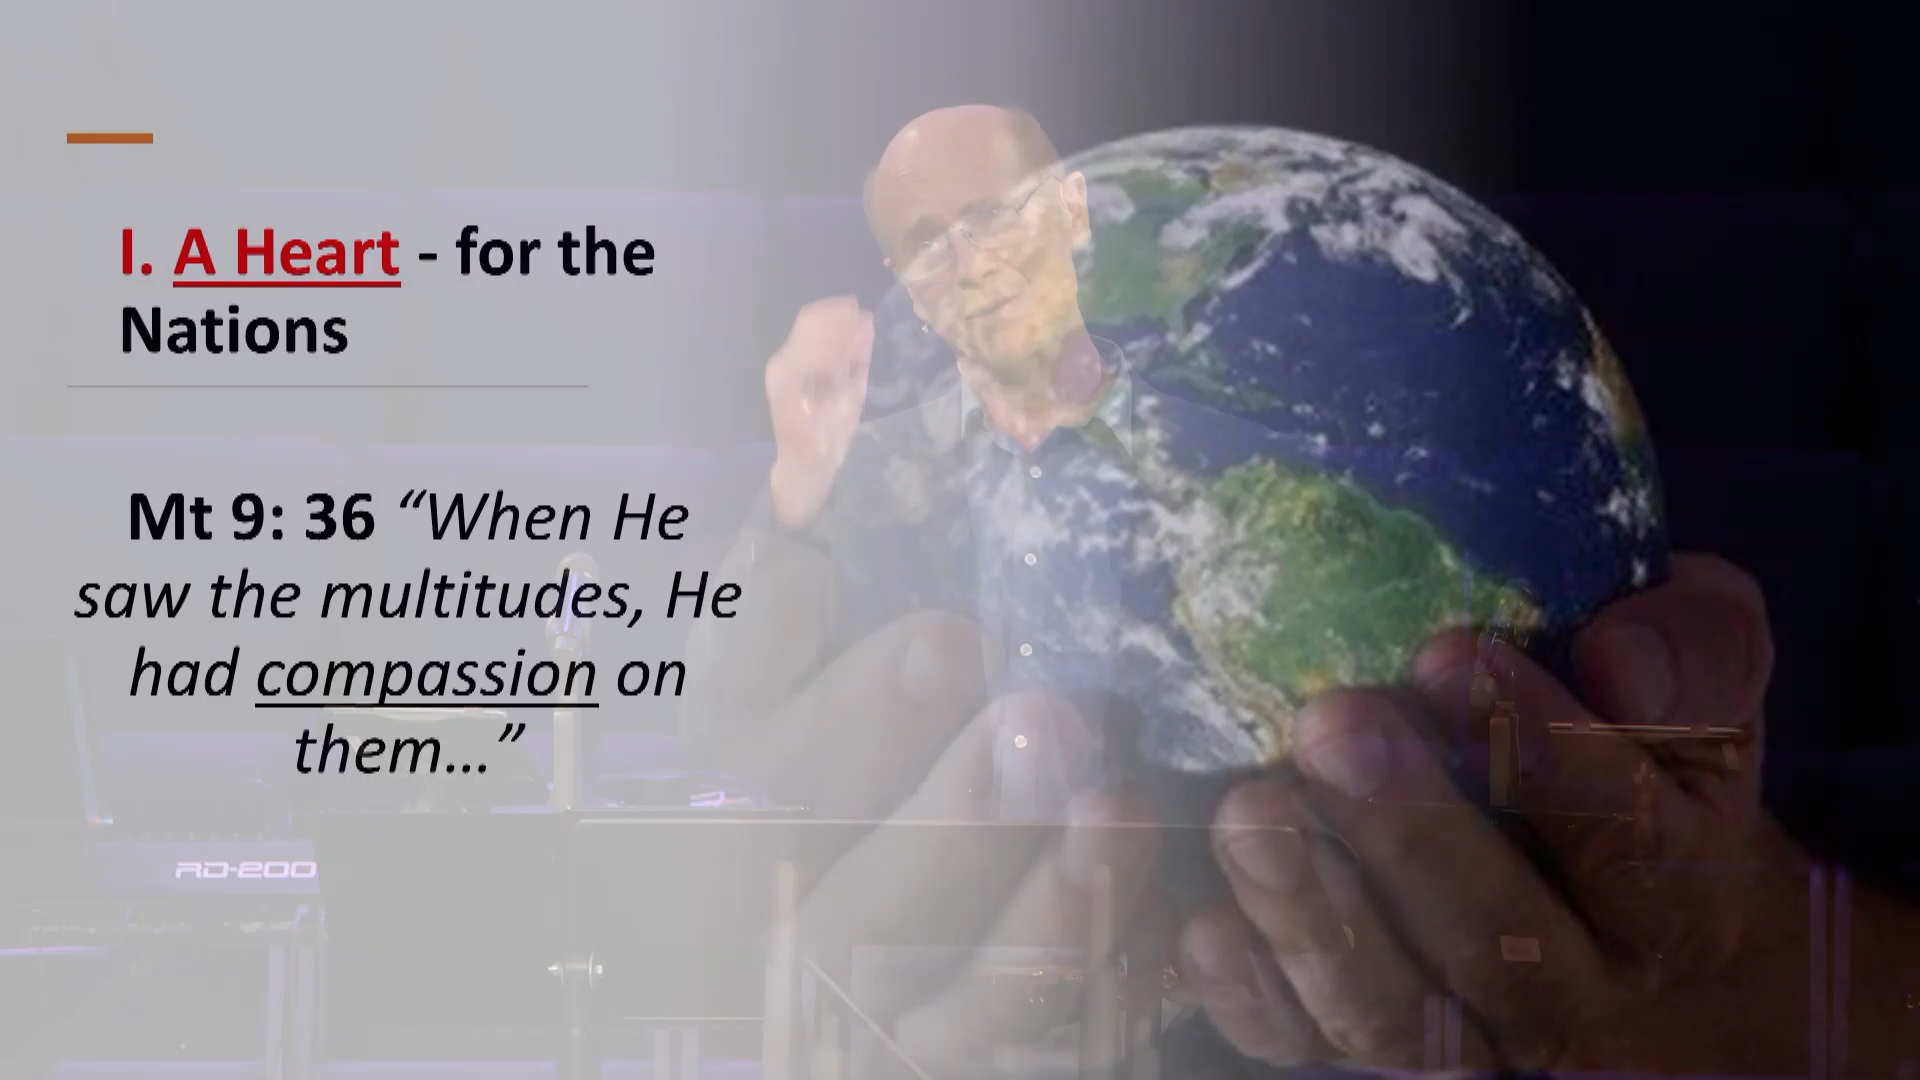 I. A Heart - for the
Nations
Mt 9: 36 “When He
saw the multitudes, He
had compassion on
them…”
RD-200